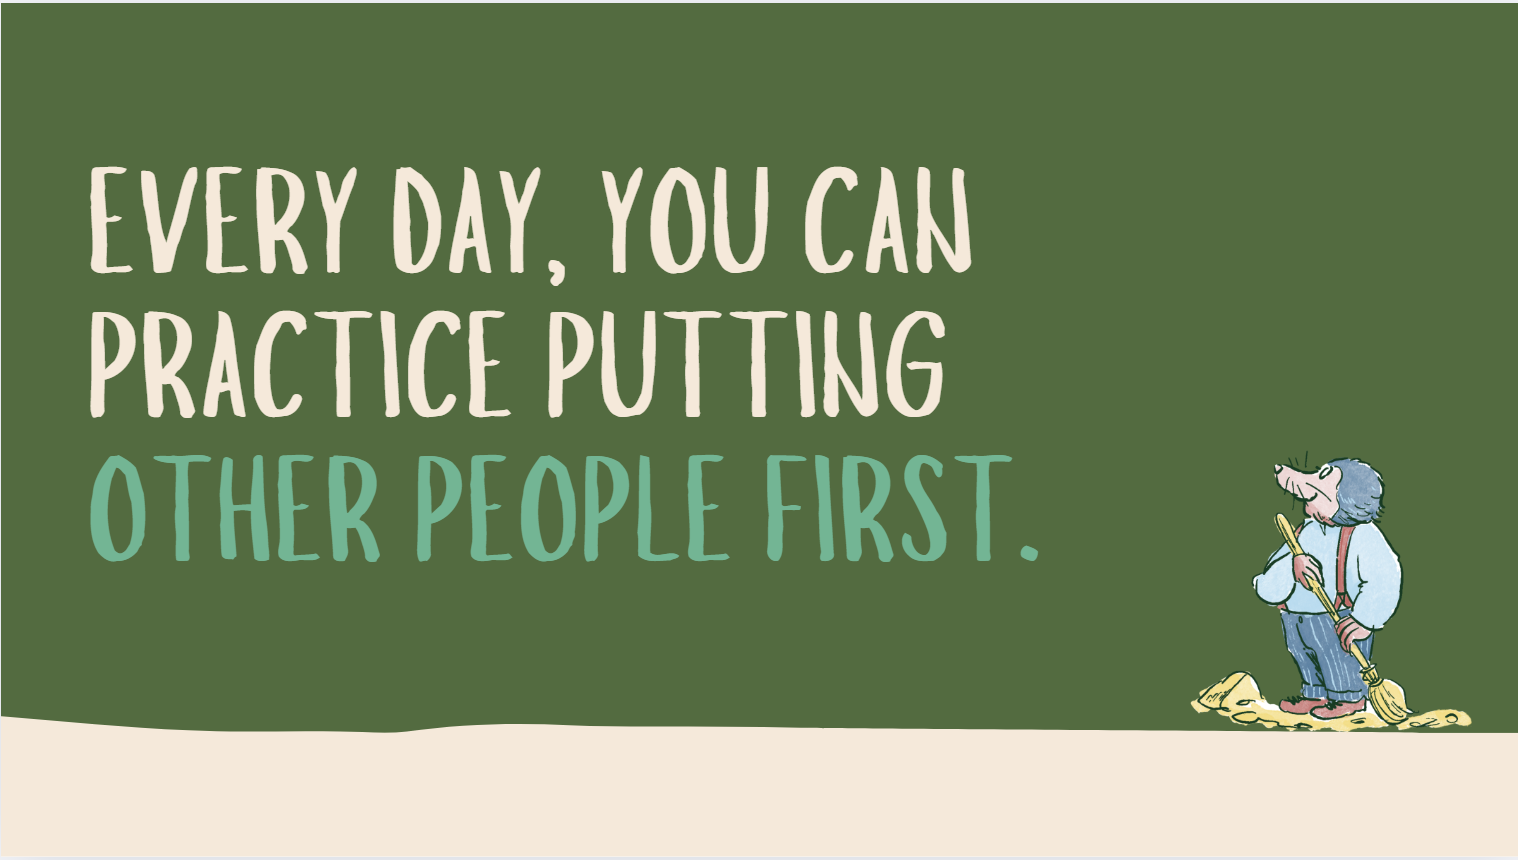 EVERY DAY, YOU CAN
PRACTICE PUTTING
OTHER PEOPLE FIRST.